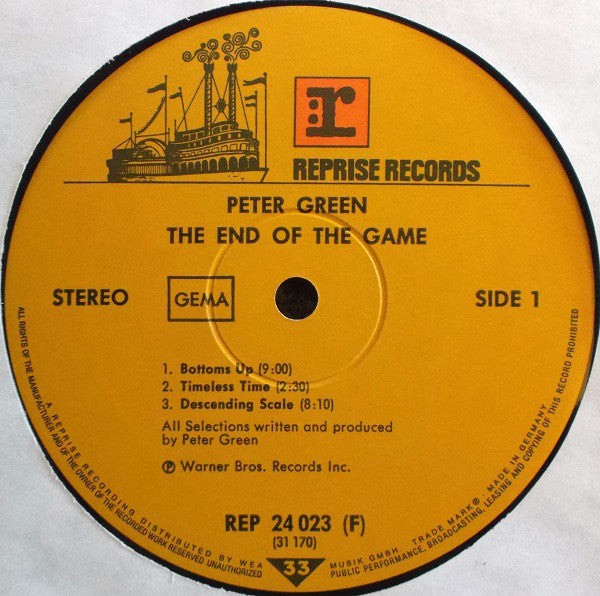 :r
REPRISE RECORDS
PETER GREEN
THE END OF THE GAME
STEREO
GEMA
SIDE 1
1. Bottoms Up (9:00)
2. Timeless Time (2:30)
3. Descending Scale (8:10)
All Selections written and produced
by Peter Green
Ⓟ Warner Bros. Records Inc.
REP 24 023 (F)
(31 170)
33
A REPRISE RECORDING DISTRIBUTED BY WEA MUSIK GMBH. TRADE MARK® MADE IN GERMANY
ALL RIGHTS OF THE MANUFACTURER AND OF THE OWNER OF THE RECORDED WORK RESERVED UNAUTHORIZED PUBLIC PERFORMANCE, BROADCASTING, LEASING AND COPYING OF THIS RECORD PROHIBITED